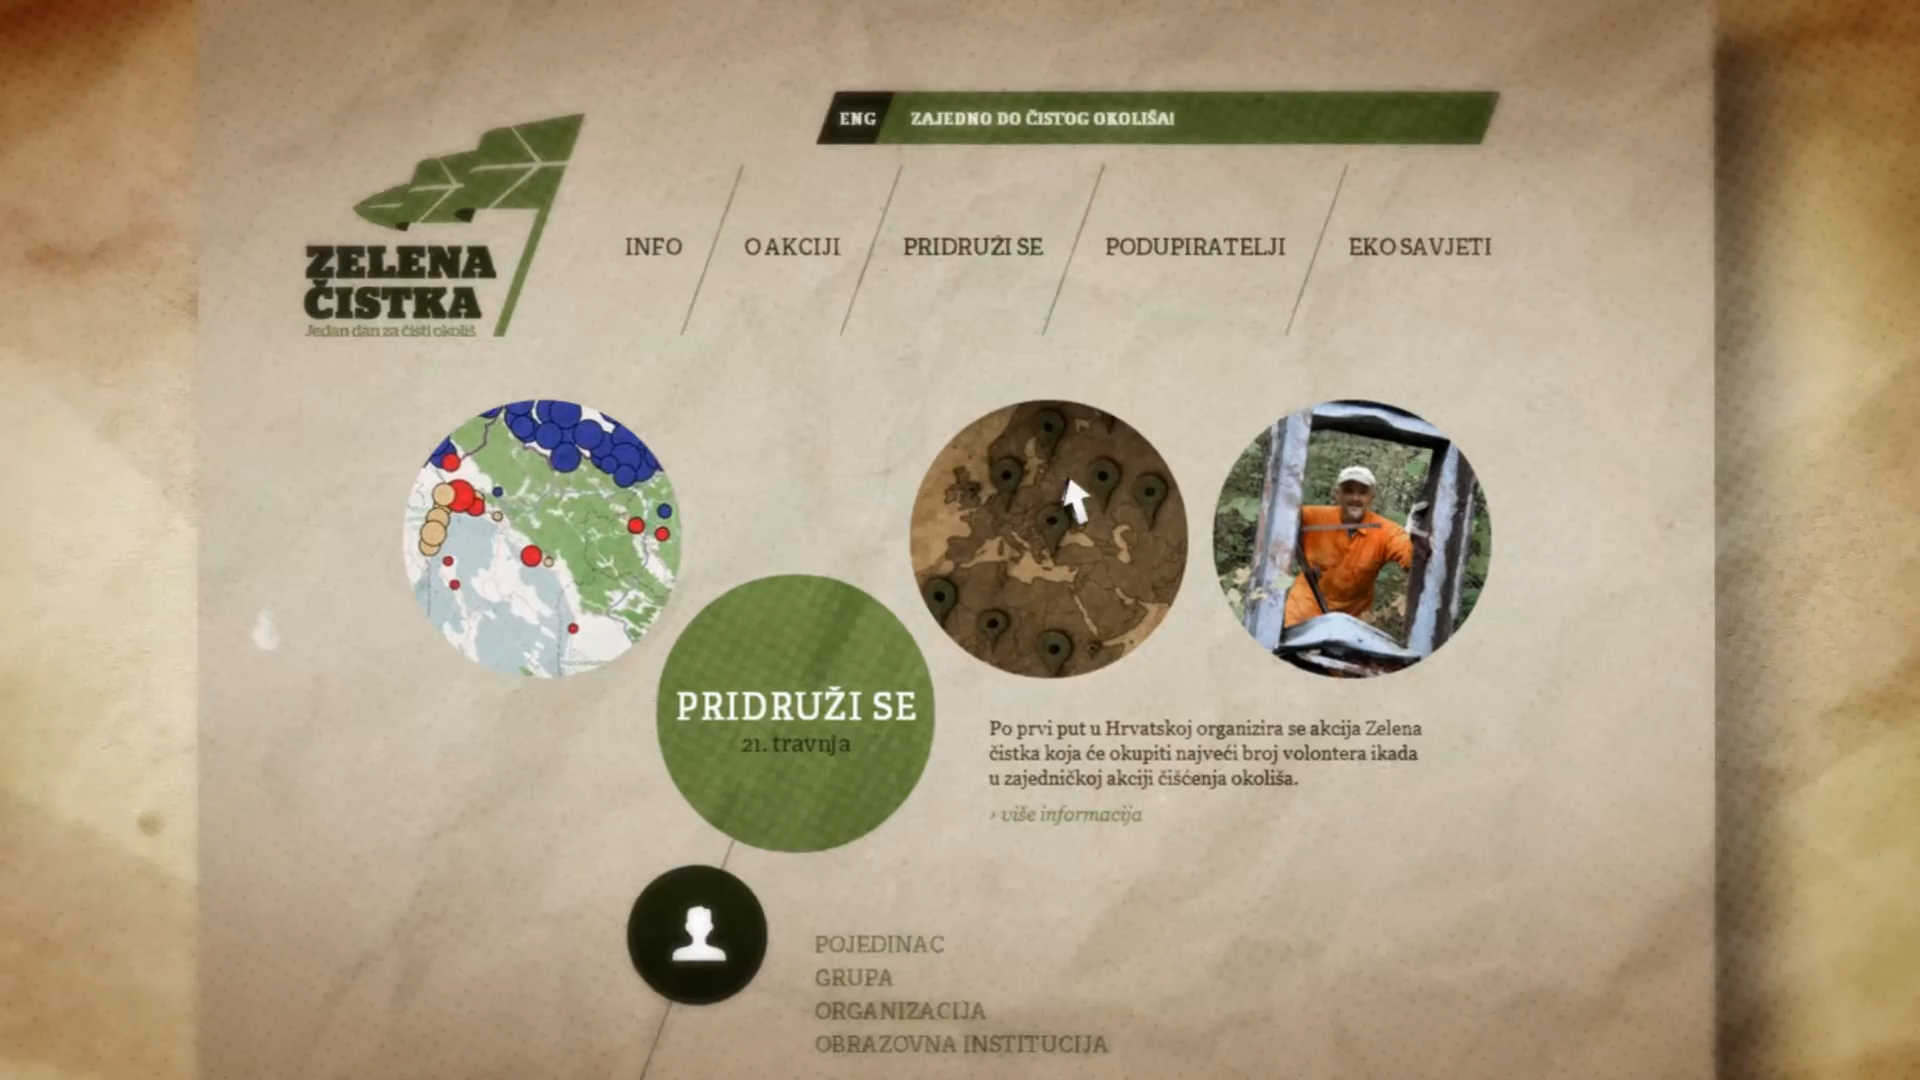 ENG
ZAJEDNO DO ČISTOG OKOLIŠA!
ZELENA
ČISTKA
Jedan dan za čisti okoliš
INFO
O AKCIJI
PRIDRUŽI SE
PODUPIRATELJI
EKO SAVJETI
PRIDRUŽI SE
21. travnja
Po prvi put u Hrvatskoj organizira se akcija Zelena
čistka koja će okupiti najveći broj volontera ikada
u zajedničkoj akciji čišćenja okoliša.
› više informacija
POJEDINAC
GRUPA
ORGANIZACIJA
OBRAZOVNA INSTITUCIJA